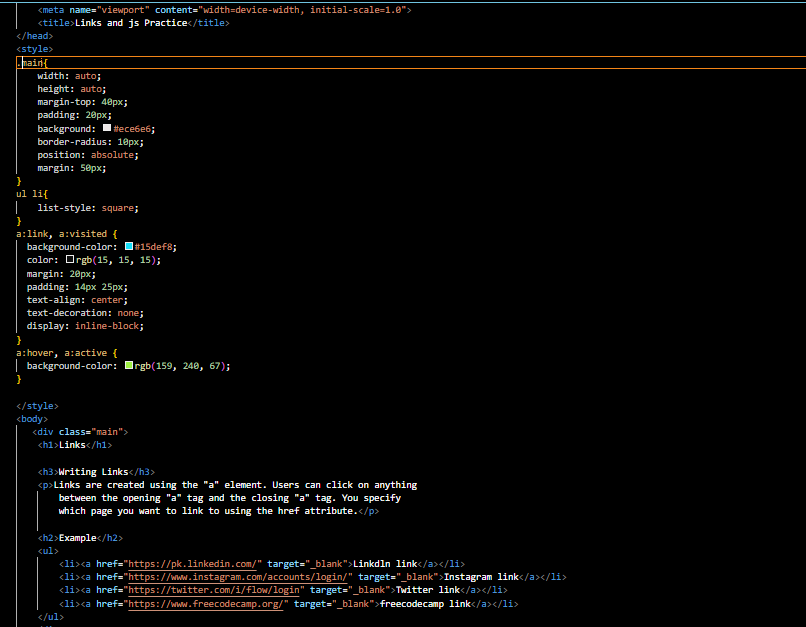 <meta name="viewport" content="width=device-width, initial-scale=1.0">
<title>Links and js Practice</title>
</head>
<style>
.main{
width: auto;
height: auto;
margin-top: 40px;
padding: 20px;
background: #ece6e6;
border-radius: 10px;
position: absolute;
margin: 50px;
}
ul li{
list-style: square;
}
a:link, a:visited {
background-color: #15def8;
color: rgb(15, 15, 15);
margin: 20px;
padding: 14px 25px;
text-align: center;
text-decoration: none;
display: inline-block;
}
a:hover, a:active {
background-color: rgb(159, 240, 67);
}
</style>
<body>
<div class="main">
<h1>Links</h1>
<h3>Writing Links</h3>
<p>Links are created using the "a" element. Users can click on anything
between the opening "a" tag and the closing "a" tag. You specify
which page you want to link to using the href attribute.</p>
<h2>Example</h2>
<ul>
<li><a href="https://pk.linkedin.com/" target="_blank">Linkdln link</a></li>
<li><a href="https://www.instagram.com/accounts/login/" target="_blank">Instagram link</a></li>
<li><a href="https://twitter.com/i/flow/login" target="_blank">Twitter link</a></li>
<li><a href="https://www.freecodecamp.org/" target="_blank">freecodecamp link</a></li>
</ul>